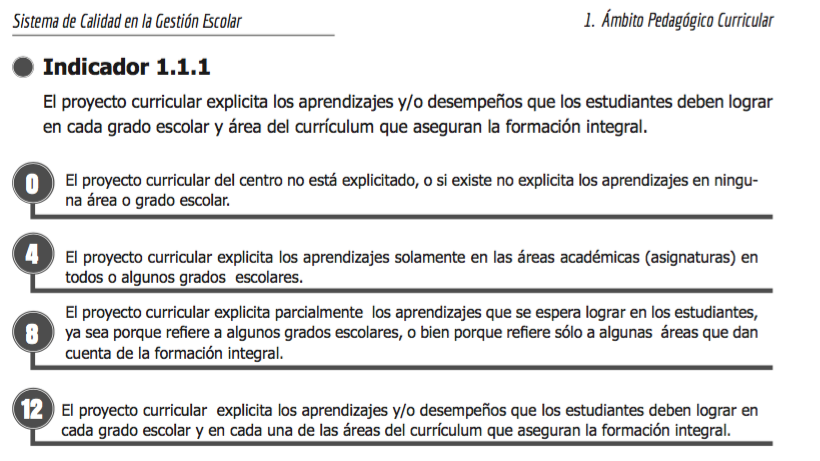 Sistema de Calidad en la Gestión Escolar
1. Ámbito Pedagógico Curricular
Indicador 1.1.1
El proyecto curricular explicita los aprendizajes y/o desempeños que los estudiantes deben lograr
en cada grado escolar y área del currículum que aseguran la formación integral.
0
El proyecto curricular del centro no está explicitado, o si existe no explicita los aprendizajes en ningu-
na área o grado escolar.
4
El proyecto curricular explicita los aprendizajes solamente en las áreas académicas (asignaturas) en
todos o algunos grados escolares.
8
El proyecto curricular explicita parcialmente los aprendizajes que se espera lograr en los estudiantes,
ya sea porque refiere a algunos grados escolares, o bien porque refiere sólo a algunas áreas que dan
cuenta de la formación integral.
12
El proyecto curricular explicita los aprendizajes y/o desempeños que los estudiantes deben lograr en
cada grado escolar y en cada una de las áreas del currículum que aseguran la formación integral.